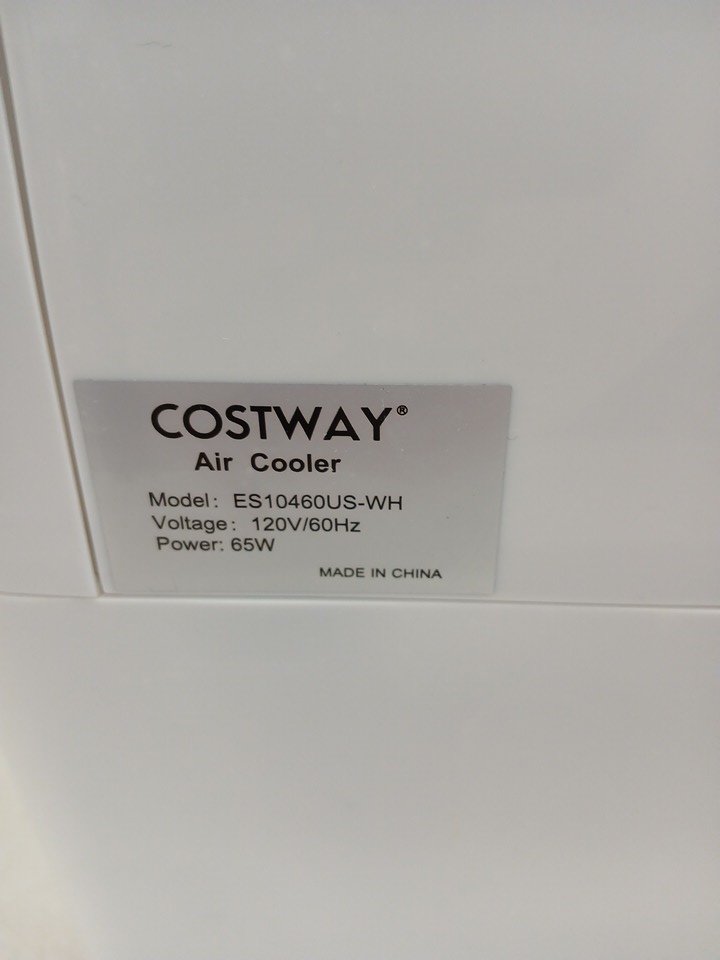 COSTWAY®
Air Cooler
Model: ES10460US-WH
Voltage: 120V/60Hz
Power: 65W
MADE IN CHINA